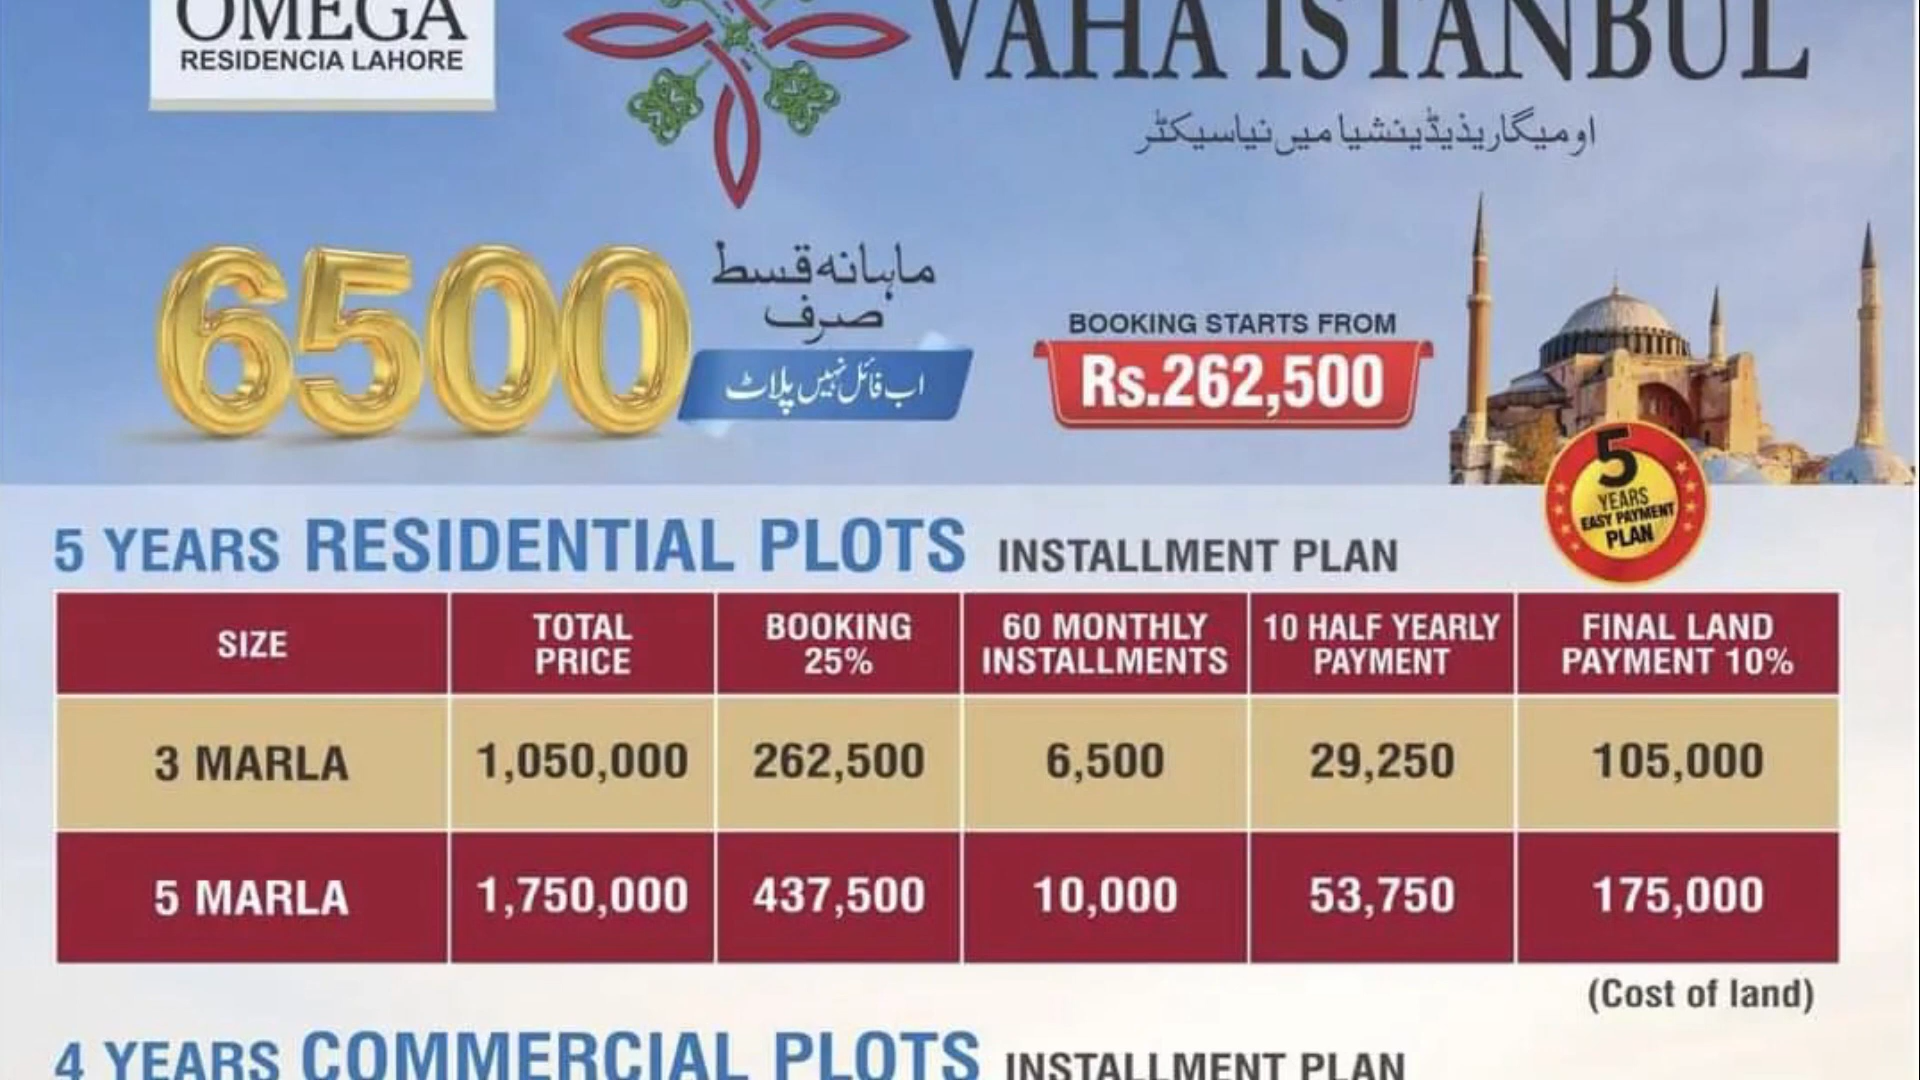 OMEGA
RESIDENCIA LAHORE
VAHA ISTANBUL
اومیگا ریذیڈینشیا میں نیا سیکٹر
6500
ماہانہ قسط
صرف
اب فائل نہیں پلاٹ
BOOKING STARTS FROM
Rs.262,500
5
YEARS
EASY PAYMENT
PLAN
5 YEARS RESIDENTIAL PLOTS INSTALLMENT PLAN
SIZE TOTAL PRICE BOOKING 25% 60 MONTHLY INSTALLMENTS 10 HALF YEARLY PAYMENT FINAL LAND PAYMENT 10%
3 MARLA 1,050,000 262,500 6,500 29,250 105,000
5 MARLA 1,750,000 437,500 10,000 53,750 175,000
(Cost of land)
4 YEARS COMMERCIAL PLOTS INSTALLMENT PLAN